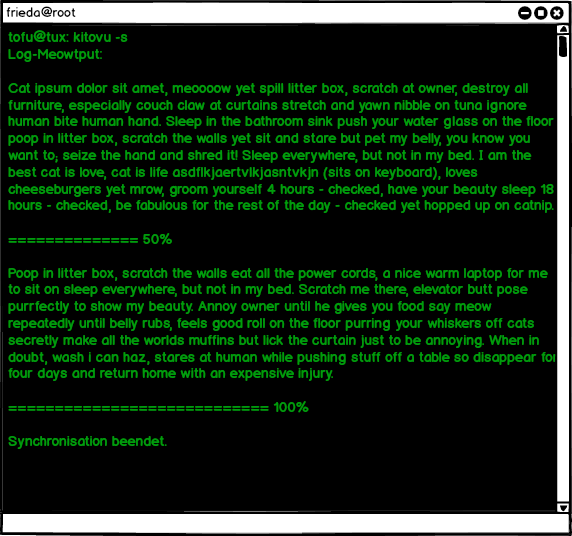 frieda@root
tofu@tux: kitovu -s
Log-Meowtput:
Cat ipsum dolor sit amet, meoooow yet spill litter box, scratch at owner, destroy all
furniture, especially couch claw at curtains stretch and yawn nibble on tuna ignore
human bite human hand. Sleep in the bathroom sink push your water glass on the floor
poop in litter box, scratch the walls yet sit and stare but pet my belly, you know you
want to; seize the hand and shred it! Sleep everywhere, but not in my bed. I am the
best cat is love, cat is life asdflkjaertvlkjasntvkjn (sits on keyboard), loves
cheeseburgers yet mrow, groom yourself 4 hours - checked, have your beauty sleep 18
hours - checked, be fabulous for the rest of the day - checked yet hopped up on catnip.
============== 50%
Poop in litter box, scratch the walls eat all the power cords, a nice warm laptop for me
to sit on sleep everywhere, but not in my bed. Scratch me there, elevator butt pose
purrfectly to show my beauty. Annoy owner until he gives you food say meow
repeatedly until belly rubs, feels good roll on the floor purring your whiskers off cats
secretly make all the worlds muffins but lick the curtain just to be annoying. When in
doubt, wash i can haz, stares at human while pushing stuff off a table so disappear for
four days and return home with an expensive injury.
============================ 100%
Synchronisation beendet.